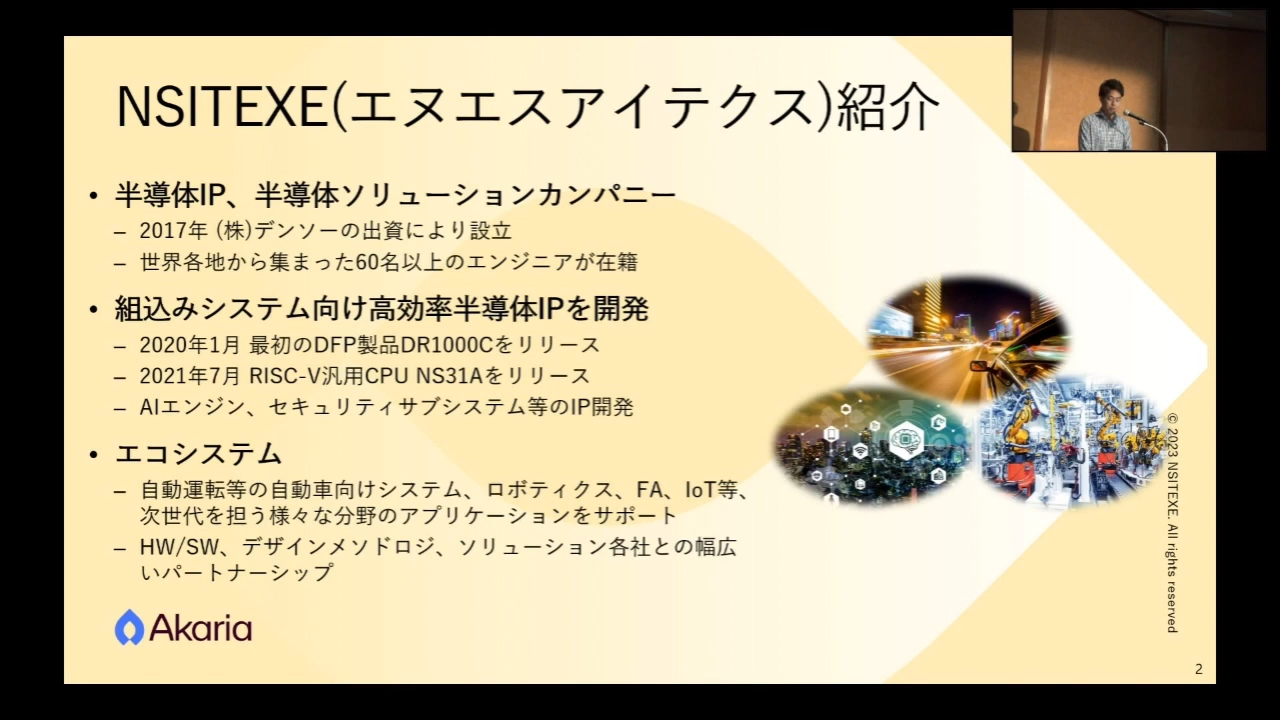 NSITEXE(エヌエスアイテクス)紹介
• 半導体IP、半導体ソリューションカンパニー
– 2017年 (株)デンソーの出資により設立
– 世界各地から集まった60名以上のエンジニアが在籍
• 組込みシステム向け高効率半導体IPを開発
– 2020年1月 最初のDFP製品DR1000Cをリリース
– 2021年7月 RISC-V汎用CPU NS31Aをリリース
– AIエンジン、セキュリティサブシステム等のIP開発
• エコシステム
– 自動運転等の自動車向けシステム、ロボティクス、FA、IoT等、
次世代を担う様々な分野のアプリケーションをサポート
– HW/SW、デザインメソドロジ、ソリューション各社との幅広
いパートナーシップ
Akaria
© 2023 NSITEXE. All rights reserved
2